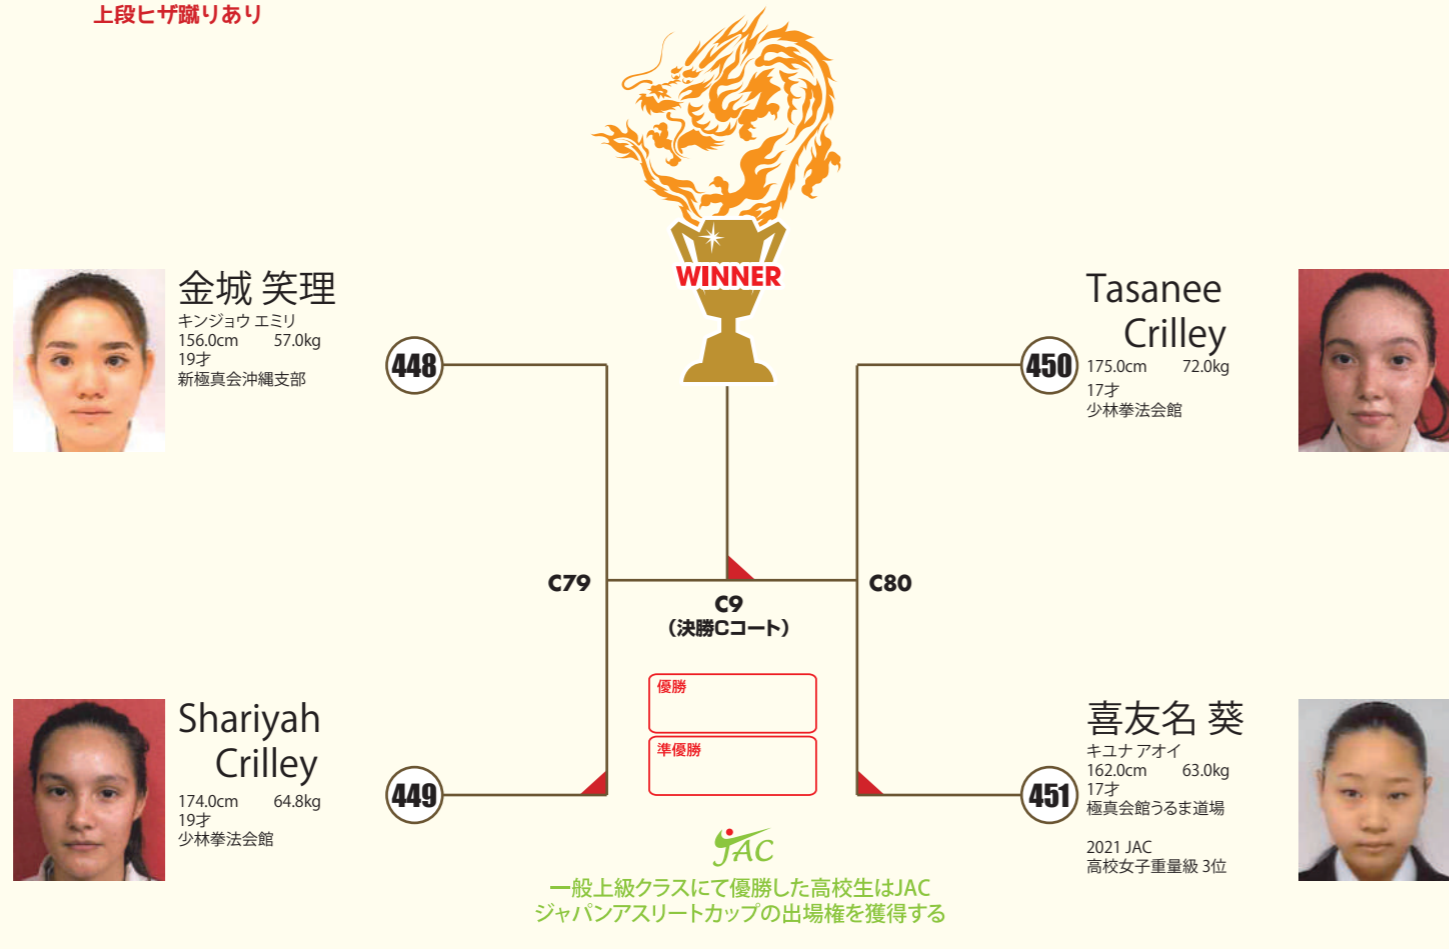 上段ヒザ蹴りあり
WINNER
金城 笑理
キンジョウ エミリ
156.0cm 57.0kg
19才
新極真会沖縄支部
448
Tasanee
Crilley
175.0cm 72.0kg
17才
少林拳法会館
450
C79
C9
（決勝Cコート）
C80
優勝
準優勝
Shariyah
Crilley
174.0cm 64.8kg
19才
少林拳法会館
449
喜友名 葵
キユナ アオイ
162.0cm 63.0kg
17才
極真会館うるま道場
2021 JAC
高校女子重量級 3位
451
JAC
一般上級クラスにて優勝した高校生はJAC
ジャパンアスリートカップの出場権を獲得する